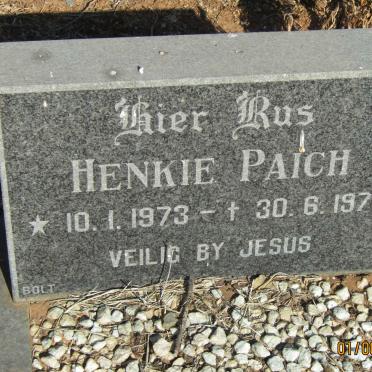 Hier Rus
HENKIE PAICH
★ 10.1.1973 – † 30.6.197
VEILIG BY JESUS
BOLT